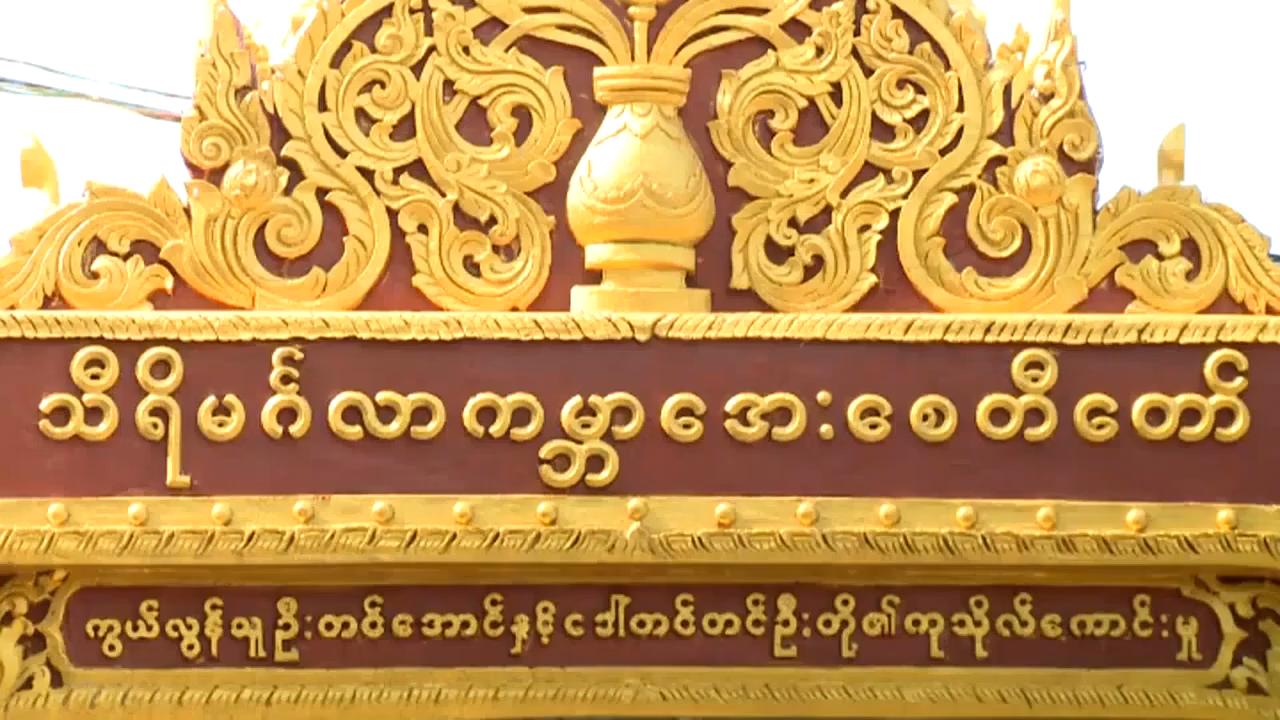 သီရိမင်္ဂလာကမ္ဘာအေးစေတီတော်
ကွယ်လွန်သူဦးတင်အောင်နှင့်ဒေါ်တင်တင်ဦးတို့၏ကုသိုလ်ကောင်းမှု